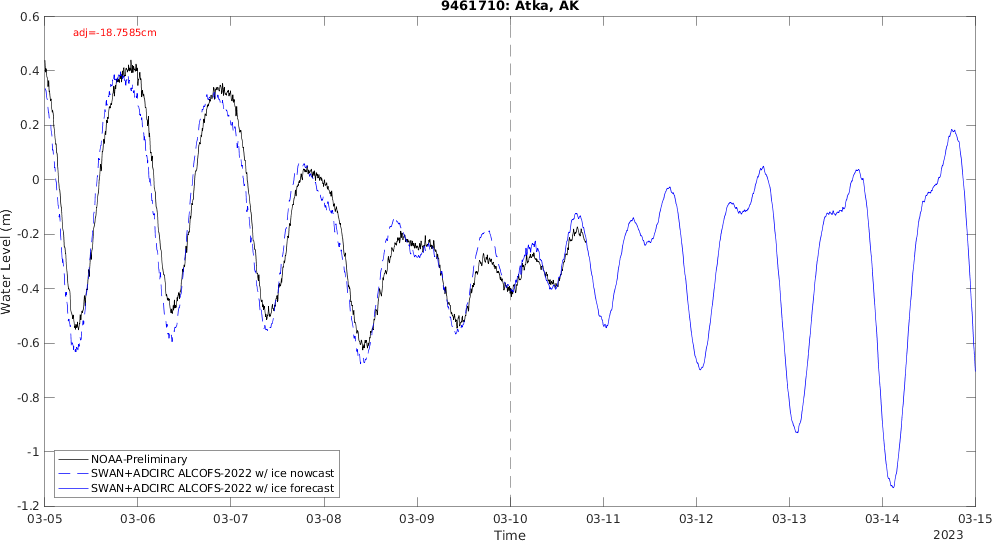 9461710: Atka, AK
adj=-18.7585cm
Water Level (m)
0.6
0.4
0.2
0
-0.2
-0.4
-0.6
-0.8
-1
-1.2
NOAA-Preliminary
SWAN+ADCIRC ALCOFS-2022 w/ ice nowcast
SWAN+ADCIRC ALCOFS-2022 w/ ice forecast
03-05 03-06 03-07 03-08 03-09 03-10 03-11 03-12 03-13 03-14 03-15
Time
2023